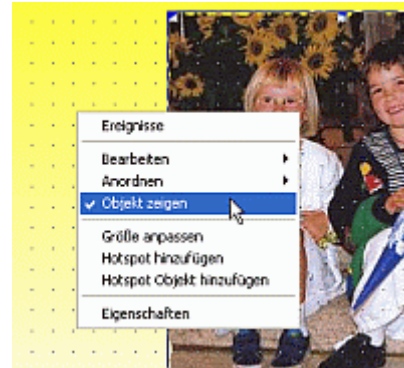 Ereignisse
Bearbeiten
Anordnen
Objekt zeigen
Größe anpassen
Hotspot hinzufügen
Hotspot Objekt hinzufügen
Eigenschaften